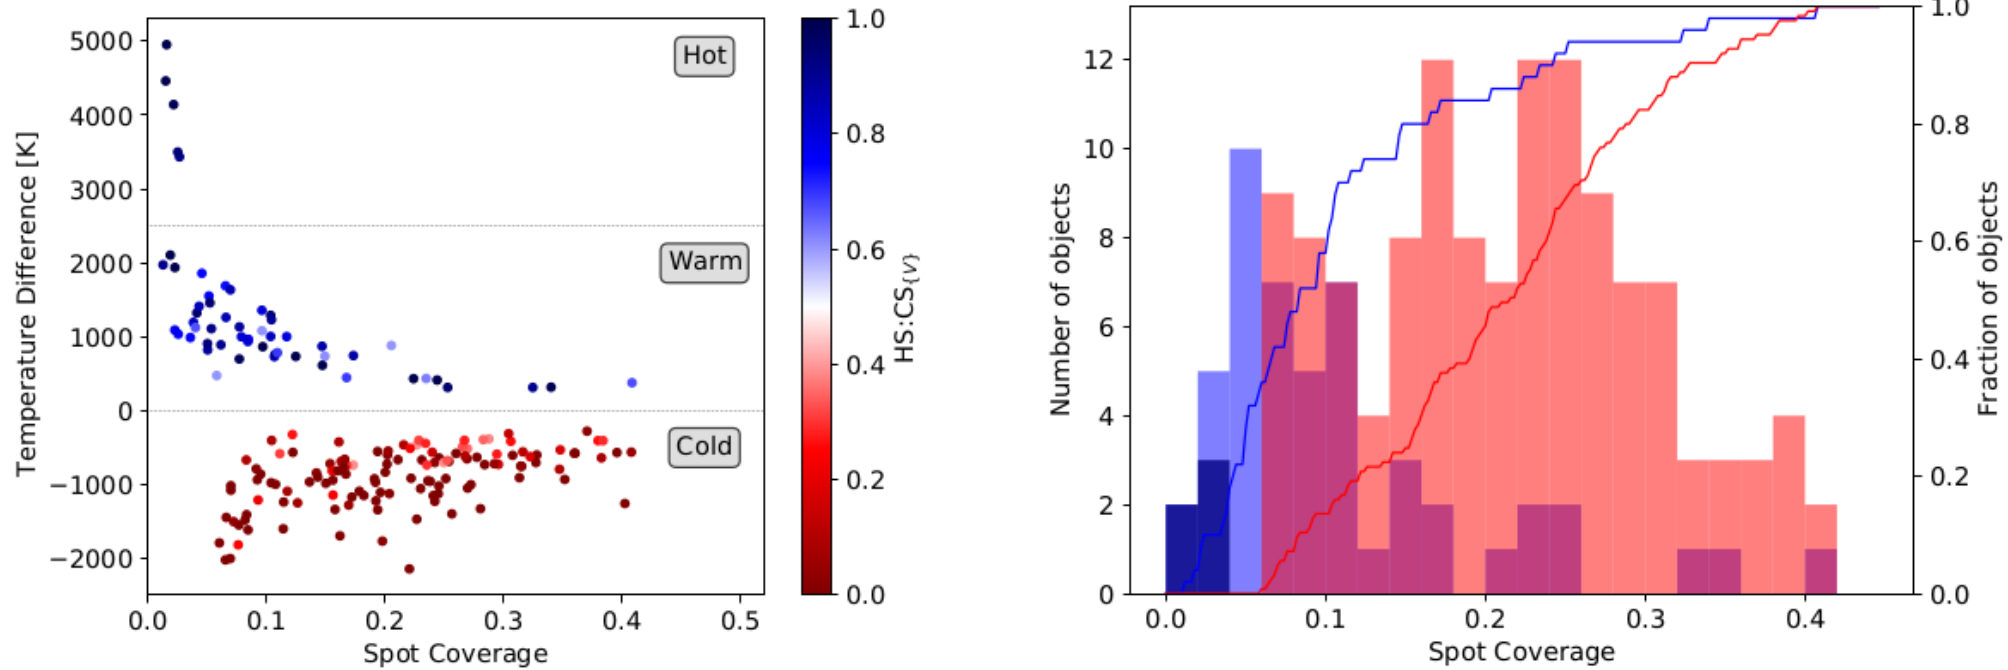 5000
4000
3000
2000
1000
0
−1000
−2000
Temperature Difference [K]
0.0 0.1 0.2 0.3 0.4 0.5
Spot Coverage
Hot
Warm
Cold
1.0
0.8
0.6
0.4
0.2
0.0
HS:CS{V}
12
10
8
6
4
2
0
Number of objects
0.0 0.1 0.2 0.3 0.4
Spot Coverage
1.0
0.8
0.6
0.4
0.2
0.0
Fraction of objects